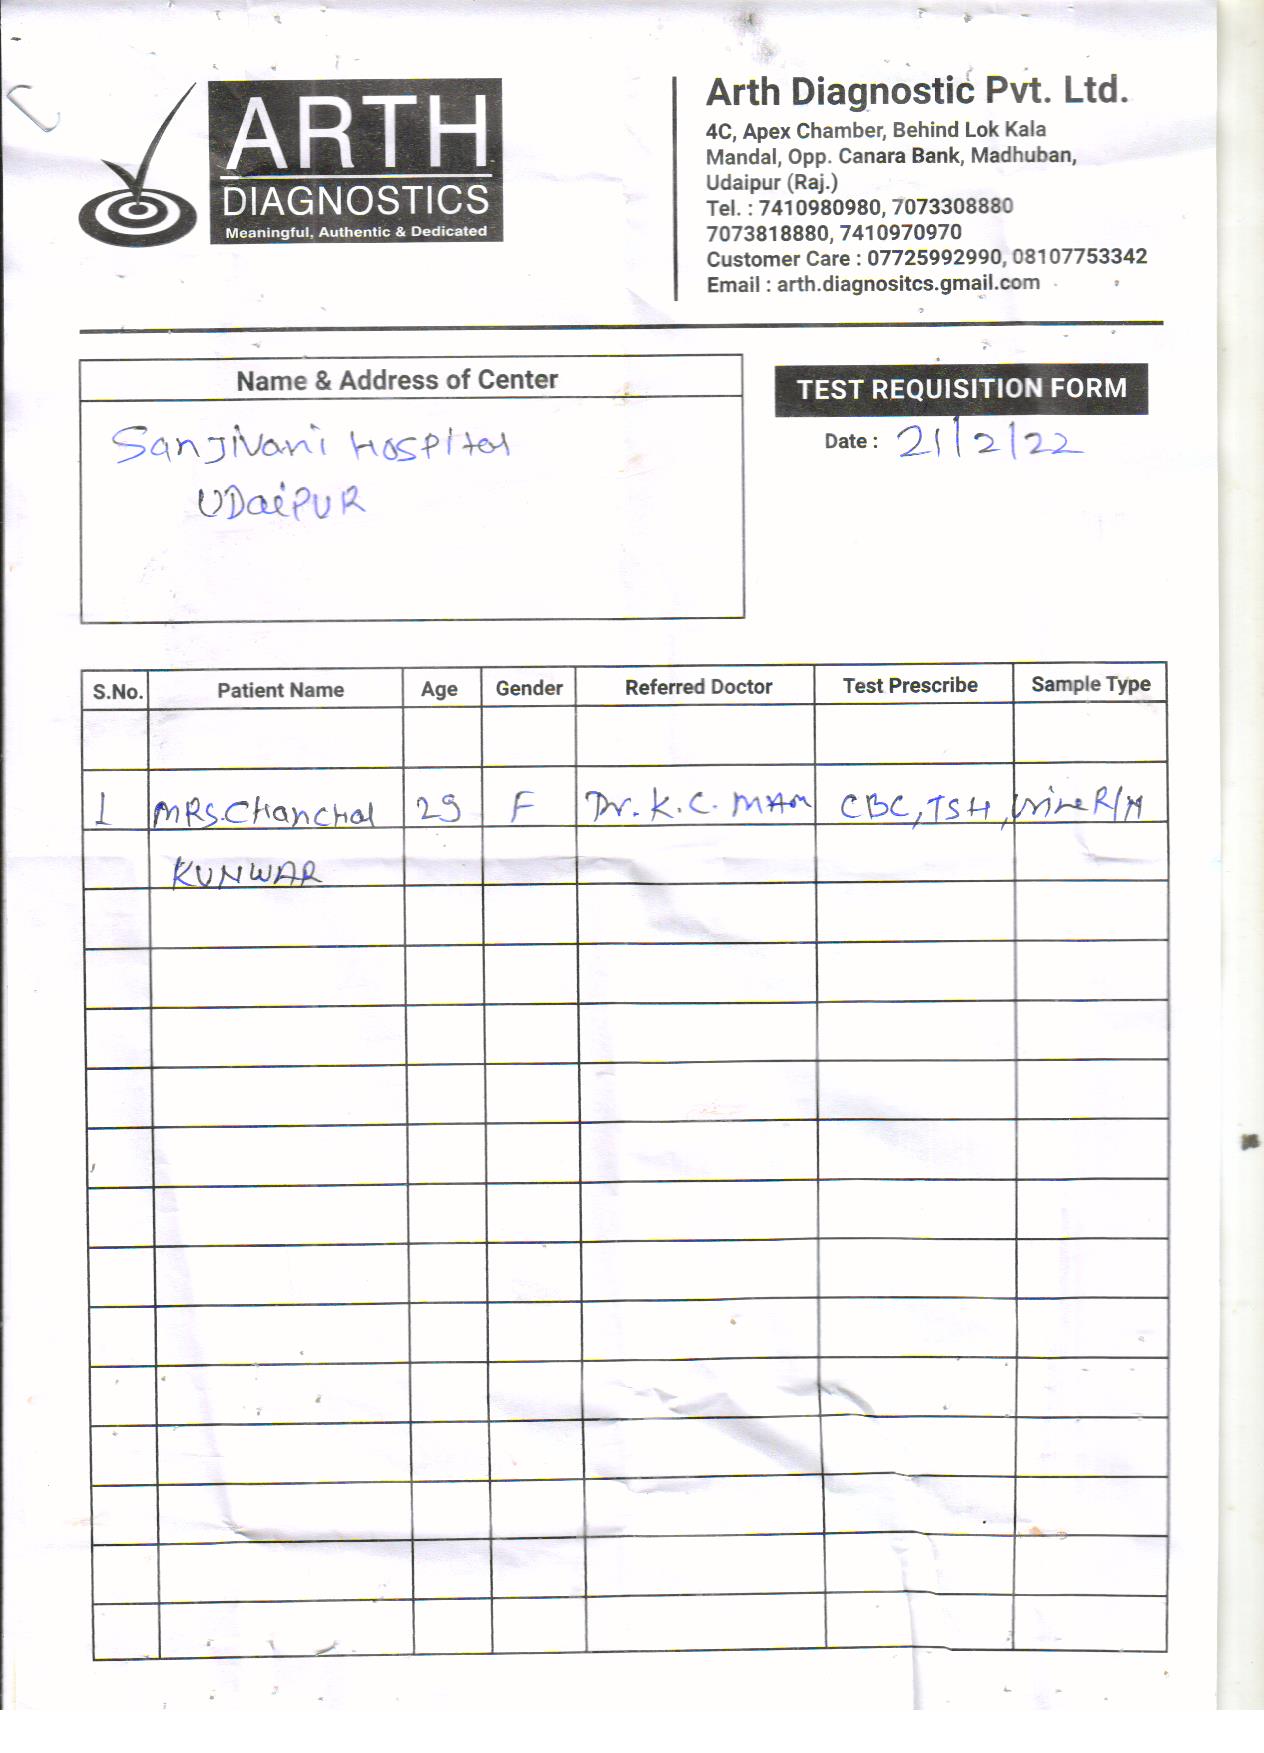 ARTH
DIAGNOSTICS
Meaningful, Authentic & Dedicated
Arth Diagnostic Pvt. Ltd.
4C, Apex Chamber, Behind Lok Kala
Mandal, Opp. Canara Bank, Madhuban,
Udaipur (Raj.)
Tel. : 7410980980, 7073308880
7073818880, 7410970970
Customer Care : 07725992990, 08107753342
Email : arth.diagnositcs.gmail.com
Name & Address of Center
SanjiVani Hospital
UDaiPUR
TEST REQUISITION FORM
Date : 21/2/22
S.No. Patient Name Age Gender Referred Doctor Test Prescribe Sample Type
1 MRS. Chanchal 29 F Dr. K. C. MAM CBC, TSH, Urine R/M
KUNWAR